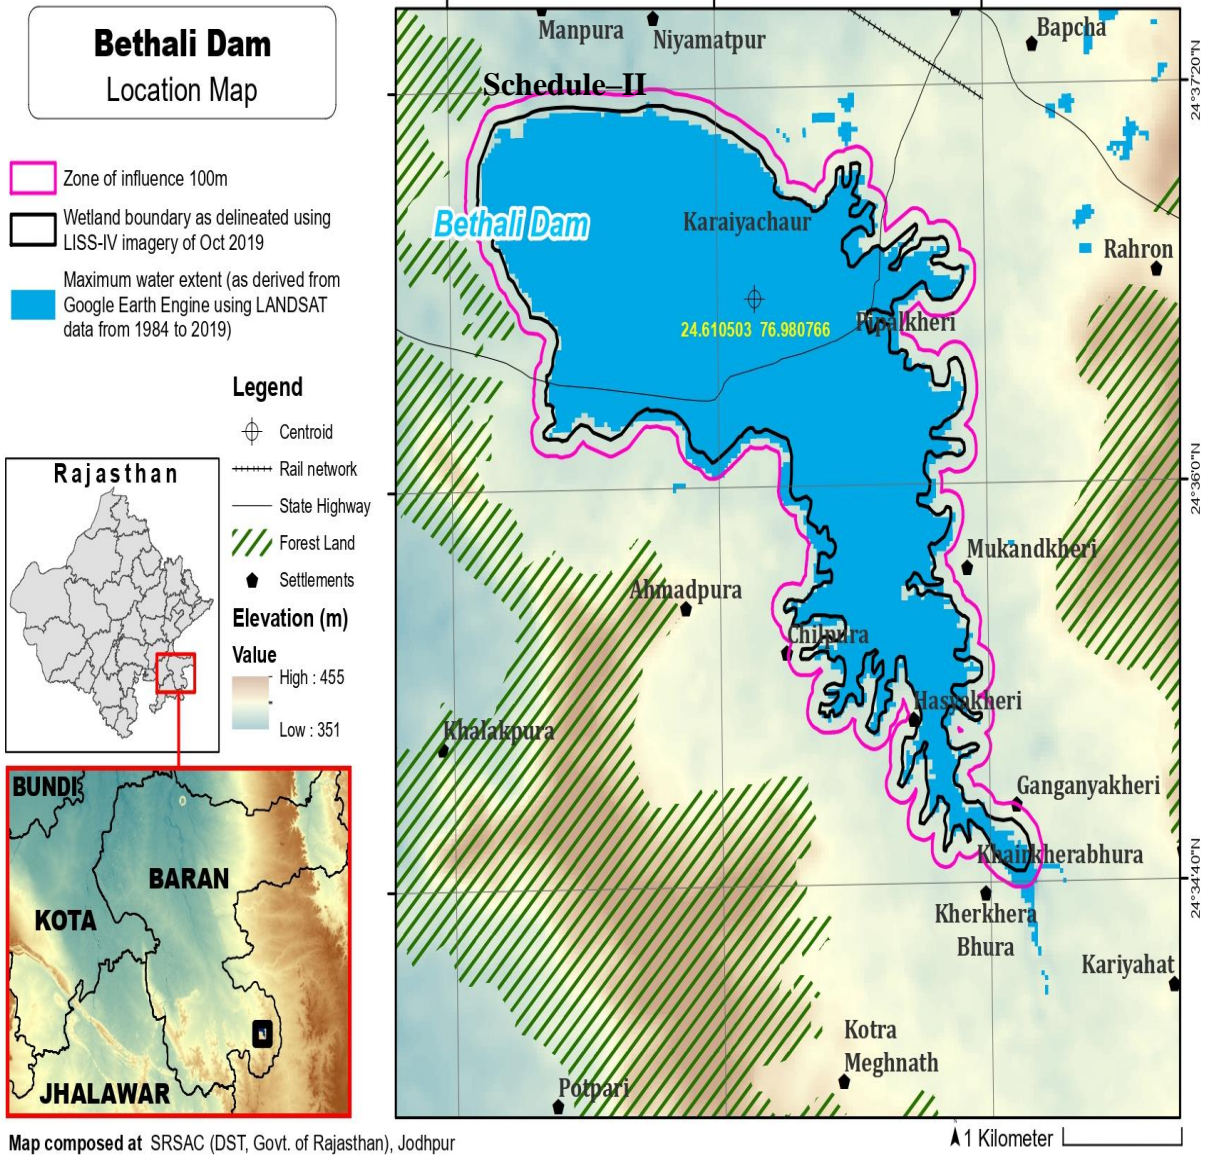 Bethali Dam
Location Map
Zone of influence 100m
Wetland boundary as delineated using
LISS-IV imagery of Oct 2019
Maximum water extent (as derived from
Google Earth Engine using LANDSAT
data from 1984 to 2019)
Legend
Centroid
Rail network
State Highway
Forest Land
Settlements
Elevation (m)
Value
High : 455
Low : 351
Rajasthan
BUNDI
BARAN
KOTA
JHALAWAR
Map composed at SRSAC (DST, Govt. of Rajasthan), Jodhpur
Manpura
Niyamatpur
Bapcha
Schedule–II
24°37'20"N
Bethali Dam
Karaiyachaur
Rahron
24.610503 76.980766
Pipalkheri
24°36'0"N
Mukandkheri
Ahmadpura
Chilpura
Hasyakheri
Khalakpura
Ganganyakheri
Khairkherabhura
24°34'40"N
Kherkhera
Bhura
Kariyahat
Kotra
Meghnath
Potpari
1 Kilometer